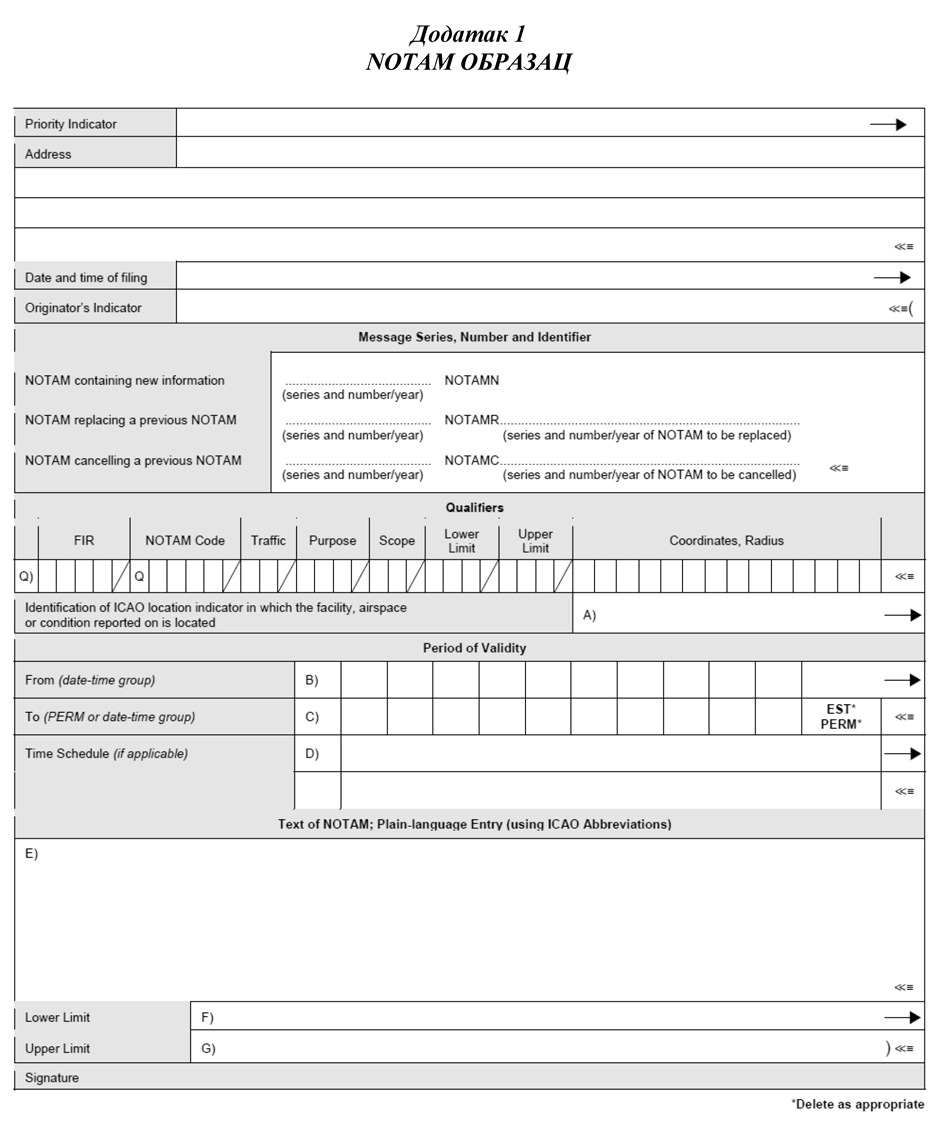 Додатак 1
NOTAM ОБРАЗАЦ
Priority Indicator →
Address
≪≡
Date and time of filing →
Originator’s Indicator ≪≡(
Message Series, Number and Identifier
NOTAM containing new information ........................................ NOTAMN
(series and number/year)
NOTAM replacing a previous NOTAM ........................................ NOTAMR...................................................................................
(series and number/year) (series and number/year of NOTAM to be replaced)
NOTAM cancelling a previous NOTAM ........................................ NOTAMC...................................................................................
(series and number/year) (series and number/year of NOTAM to be cancelled) ≪≡
Qualifiers
FIR NOTAM Code Traffic Purpose Scope Lower Limit Upper Limit Coordinates, Radius
Q) / Q / / / / / / ≪≡
Identification of ICAO location indicator in which the facility, airspace
or condition reported on is located A) →
Period of Validity
From (date-time group) B) →
To (PERM or date-time group) C) EST* PERM* ≪≡
Time Schedule (if applicable) D) →
≪≡
Text of NOTAM; Plain-language Entry (using ICAO Abbreviations)
E)
≪≡
Lower Limit F) →
Upper Limit G) ) ≪≡
Signature
*Delete as appropriate